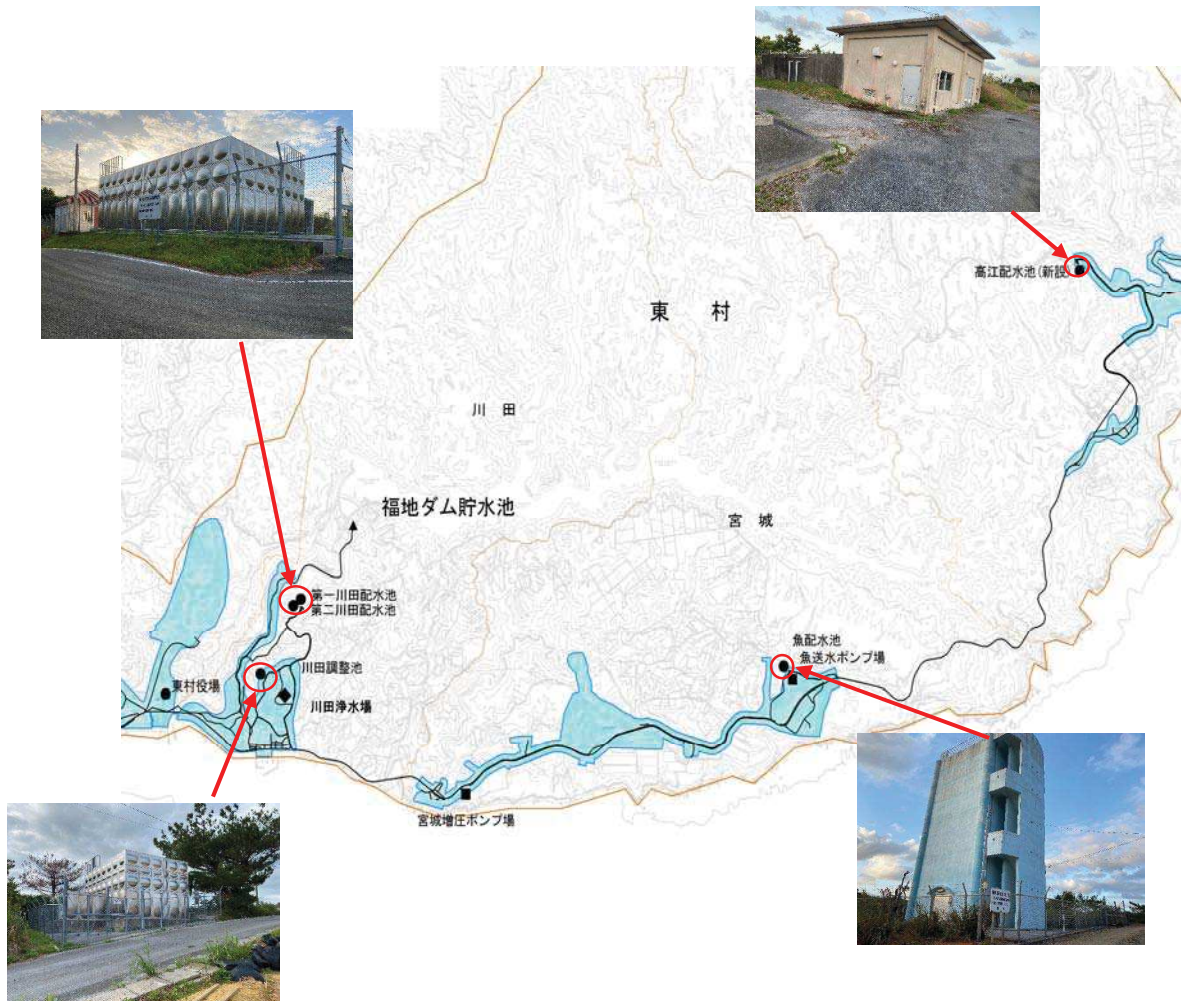 高江配水池(新設)
東 村
川 田
福地ダム貯水池
宮 城
第一川田配水池
第二川田配水池
魚配水池
魚送水ポンプ場
川田調整池
東村役場
川田浄水場
宮城増圧ポンプ場